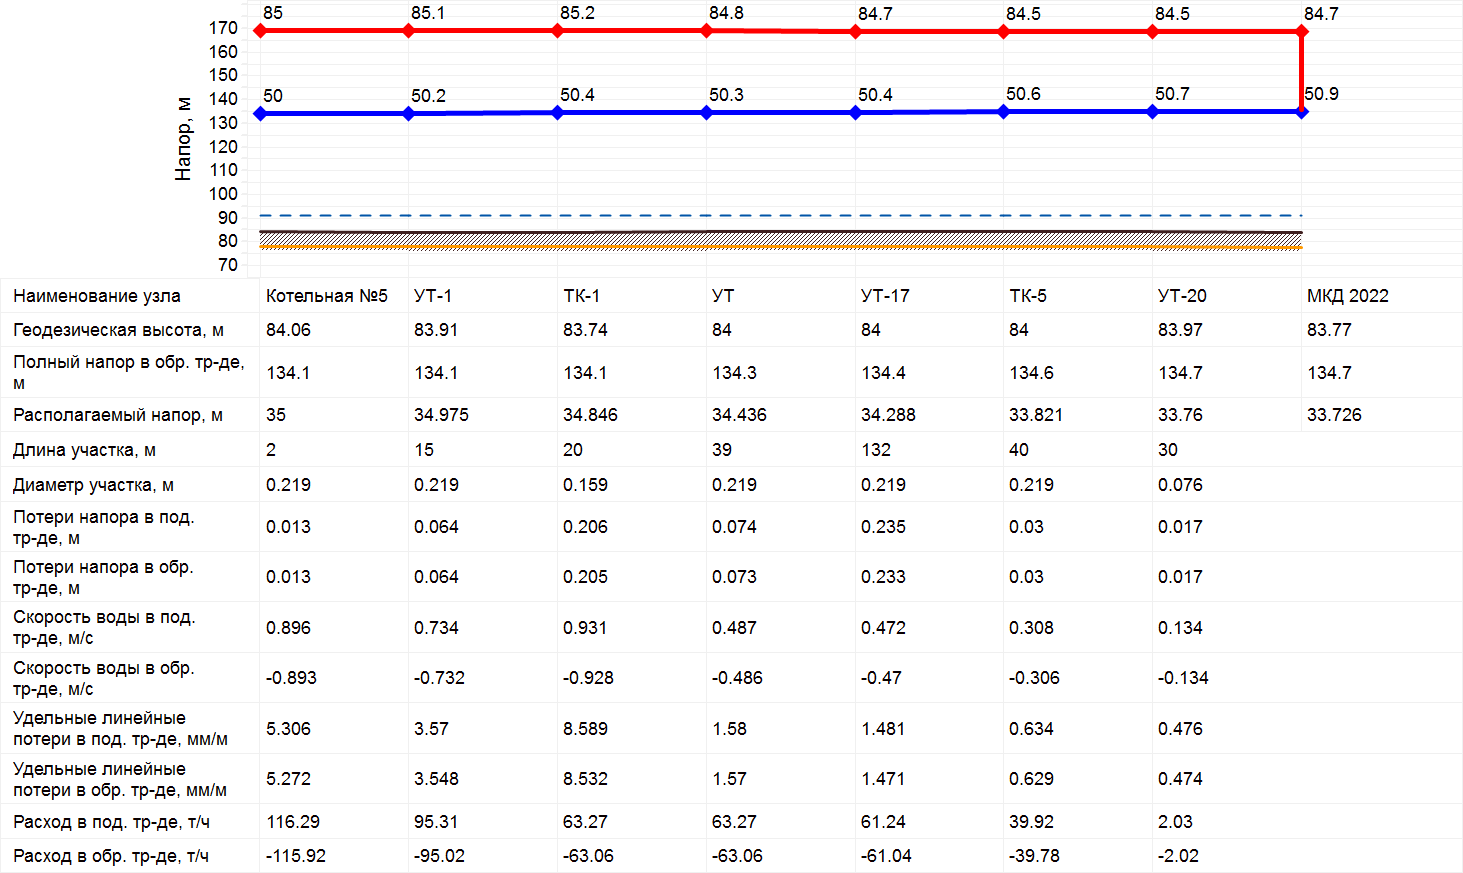 85 85.1 85.2 84.8 84.7 84.5 84.5 84.7
170
160
150
50 50.2 50.4 50.3 50.4 50.6 50.7 50.9
140
130
120
110
100
90
80
70
Напор, м
Наименование узла Котельная №5 УТ-1 ТК-1 УТ УТ-17 ТК-5 УТ-20 МКД 2022
Геодезическая высота, м 84.06 83.91 83.74 84 84 84 83.97 83.77
Полный напор в обр. тр-де,
м 134.1 134.1 134.1 134.3 134.4 134.6 134.7 134.7
Располагаемый напор, м 35 34.975 34.846 34.436 34.288 33.821 33.76 33.726
Длина участка, м 2 15 20 39 132 40 30
Диаметр участка, м 0.219 0.219 0.159 0.219 0.219 0.219 0.076
Потери напора в под.
тр-де, м 0.013 0.064 0.206 0.074 0.235 0.03 0.017
Потери напора в обр.
тр-де, м 0.013 0.064 0.205 0.073 0.233 0.03 0.017
Скорость воды в под.
тр-де, м/с 0.896 0.734 0.931 0.487 0.472 0.308 0.134
Скорость воды в обр.
тр-де, м/с -0.893 -0.732 -0.928 -0.486 -0.47 -0.306 -0.134
Удельные линейные
потери в под. тр-де, мм/м 5.306 3.57 8.589 1.58 1.481 0.634 0.476
Удельные линейные
потери в обр. тр-де, мм/м 5.272 3.548 8.532 1.57 1.471 0.629 0.474
Расход в под. тр-де, т/ч 116.29 95.31 63.27 63.27 61.24 39.92 2.03
Расход в обр. тр-де, т/ч -115.92 -95.02 -63.06 -63.06 -61.04 -39.78 -2.02